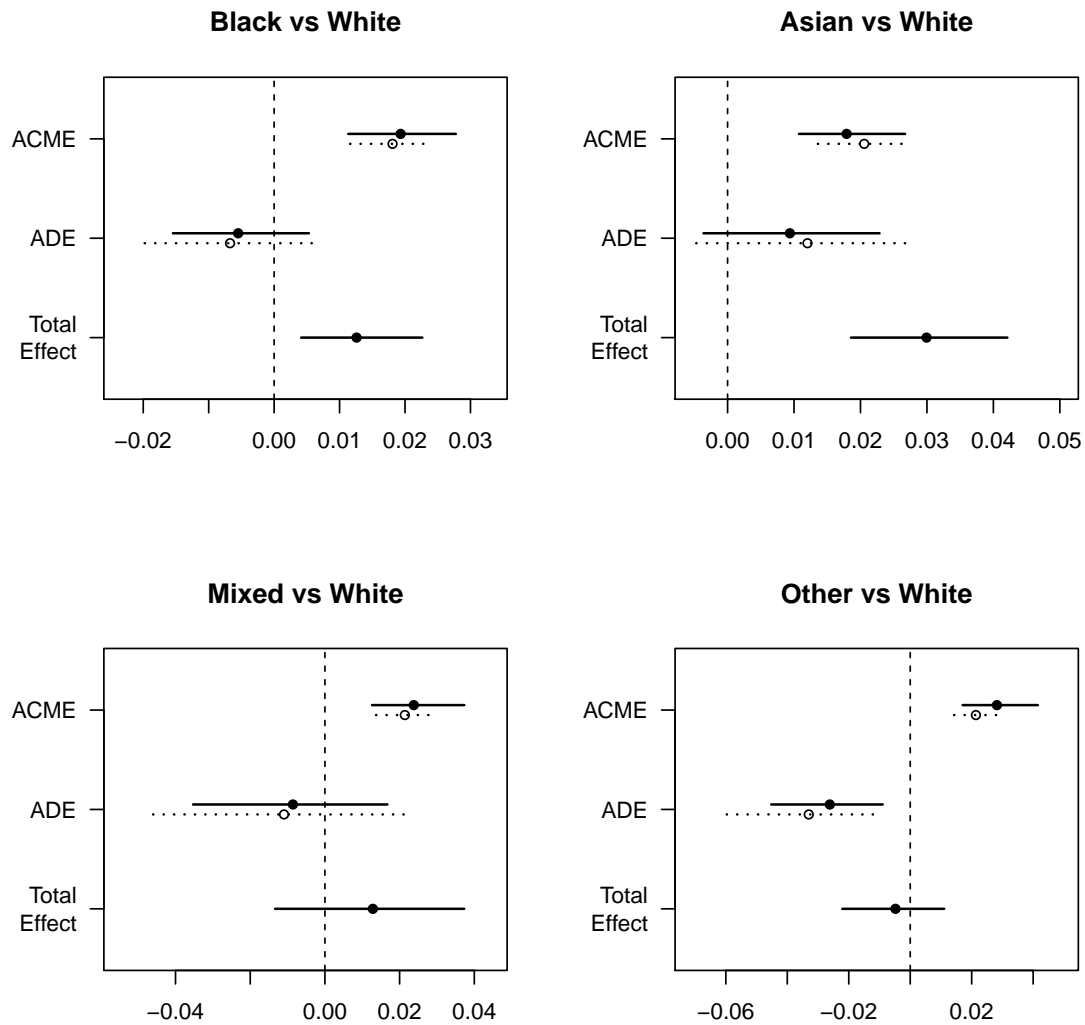 Black vs White
ACME
ADE
Total
Effect
−0.02 0.00 0.01 0.02 0.03
Asian vs White
ACME
ADE
Total
Effect
0.00 0.01 0.02 0.03 0.04 0.05
Mixed vs White
ACME
ADE
Total
Effect
−0.04 0.00 0.02 0.04
Other vs White
ACME
ADE
Total
Effect
−0.06 −0.02 0.02